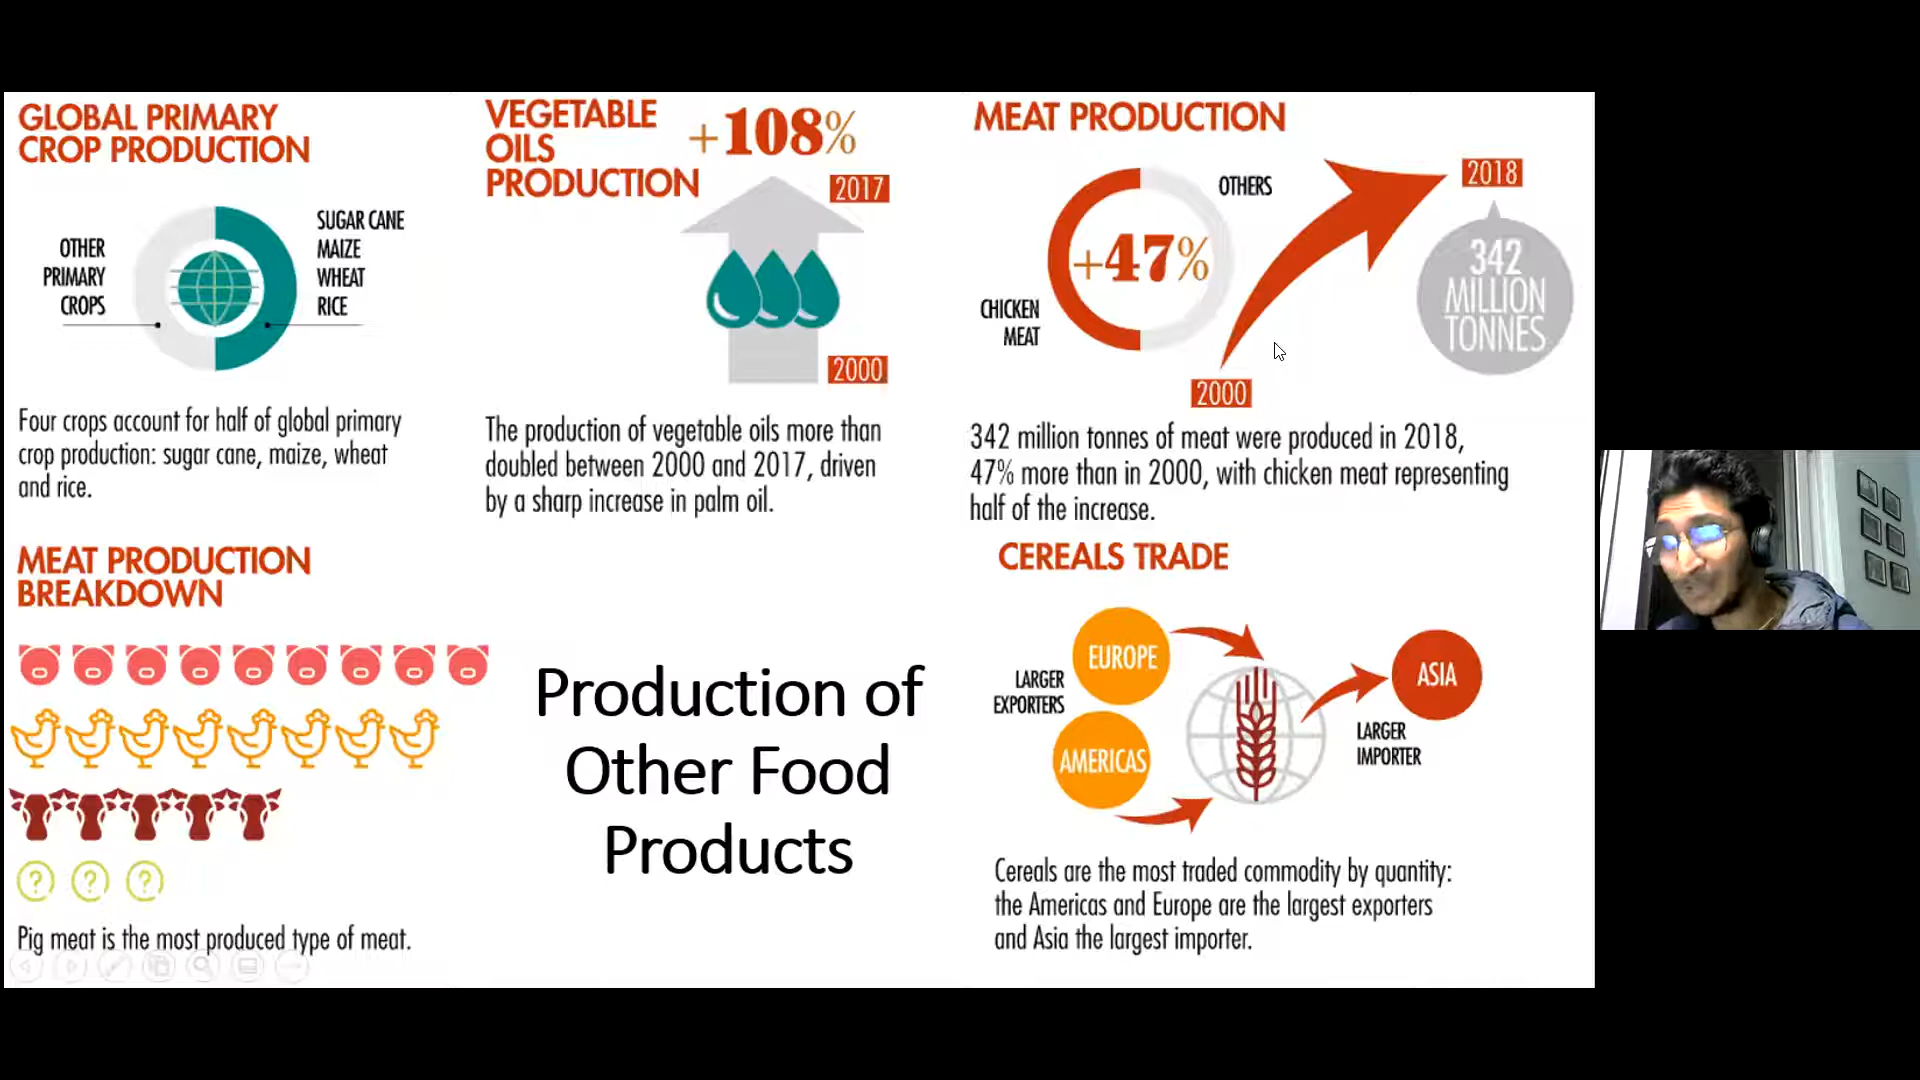 GLOBAL PRIMARY
CROP PRODUCTION
OTHER
PRIMARY
CROPS
SUGAR CANE
MAIZE
WHEAT
RICE
Four crops account for half of global primary
crop production: sugar cane, maize, wheat
and rice.
VEGETABLE
OILS
PRODUCTION
+108%
2017
2000
The production of vegetable oils more than
doubled between 2000 and 2017, driven
by a sharp increase in palm oil.
MEAT PRODUCTION
OTHERS
+47%
CHICKEN
MEAT
2000
2018
342
MILLION
TONNES
342 million tonnes of meat were produced in 2018,
47% more than in 2000, with chicken meat representing
half of the increase.
MEAT PRODUCTION
BREAKDOWN
? ? ?
Pig meat is the most produced type of meat.
Production of
Other Food
Products
CEREALS TRADE
EUROPE
LARGER
EXPORTERS
AMERICAS
ASIA
LARGER
IMPORTER
Cereals are the most traded commodity by quantity:
the Americas and Europe are the largest exporters
and Asia the largest importer.